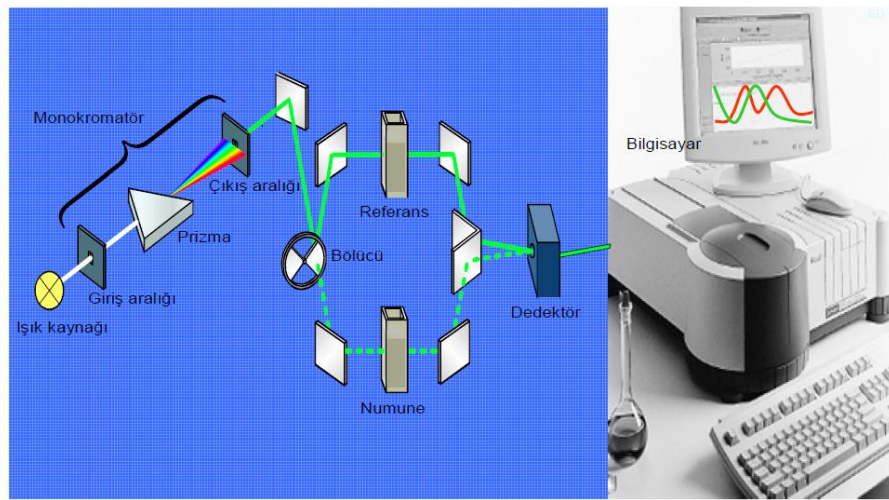 Monokromatör
Çıkış aralığı
Prizma
Giriş aralığı
Işık kaynağı
Bölücü
Referans
Numune
Dedektör
Bilgisayar